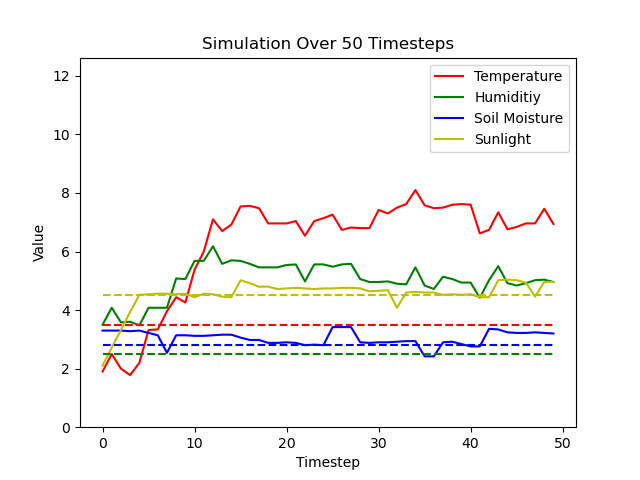 Simulation Over 50 Timesteps
Temperature
Humiditiy
Soil Moisture
Sunlight
Value
12
10
8
6
4
2
0
0 10 20 30 40 50
Timestep